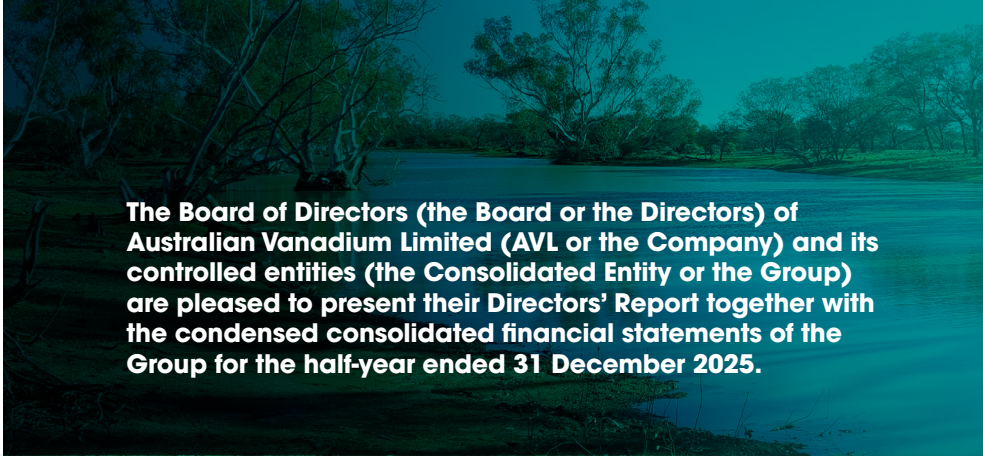 The Board of Directors (the Board or the Directors) of
Australian Vanadium Limited (AVL or the Company) and its
controlled entities (the Consolidated Entity or the Group)
are pleased to present their Directors’ Report together with
the condensed consolidated financial statements of the
Group for the half-year ended 31 December 2025.